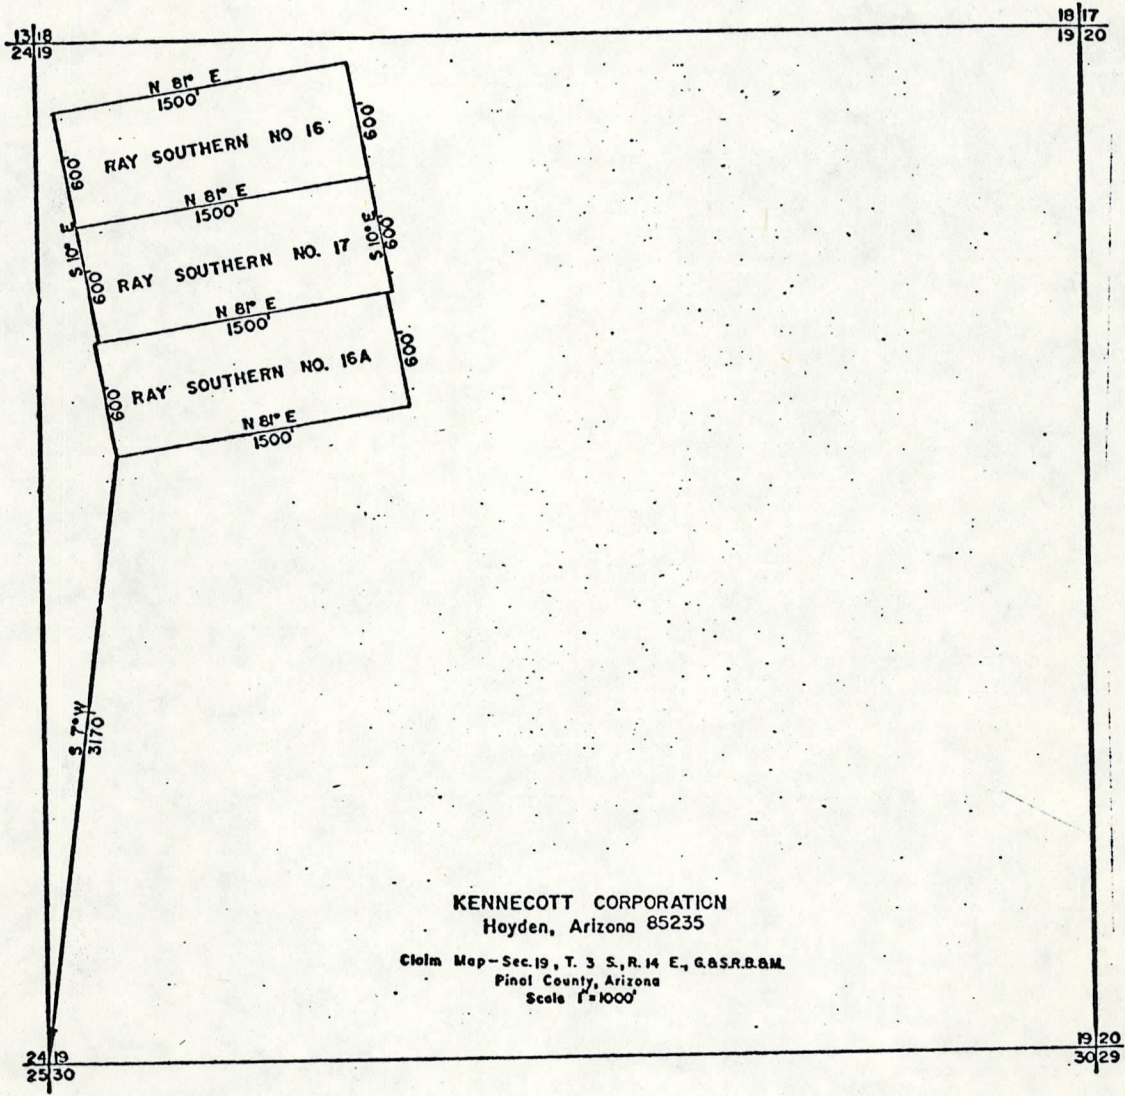 13 18
24 19
18 17
19 20
N 81° E
1500'
600'
RAY SOUTHERN NO 16
600'
N 81° E
1500'
S 10° E
600'
RAY SOUTHERN NO. 17
S 10° E
600'
N 81° E
1500'
600'
RAY SOUTHERN NO. 16A
600'
N 81° E
1500'
S 7° W
3170'
KENNECOTT CORPORATION
Hayden, Arizona 85235
Claim Map - Sec. 19, T. 3 S., R. 14 E., G.&S.R.B.&M.
Pinal County, Arizona
Scale 1" = 1000'
24 19
25 30
19 20
30 29